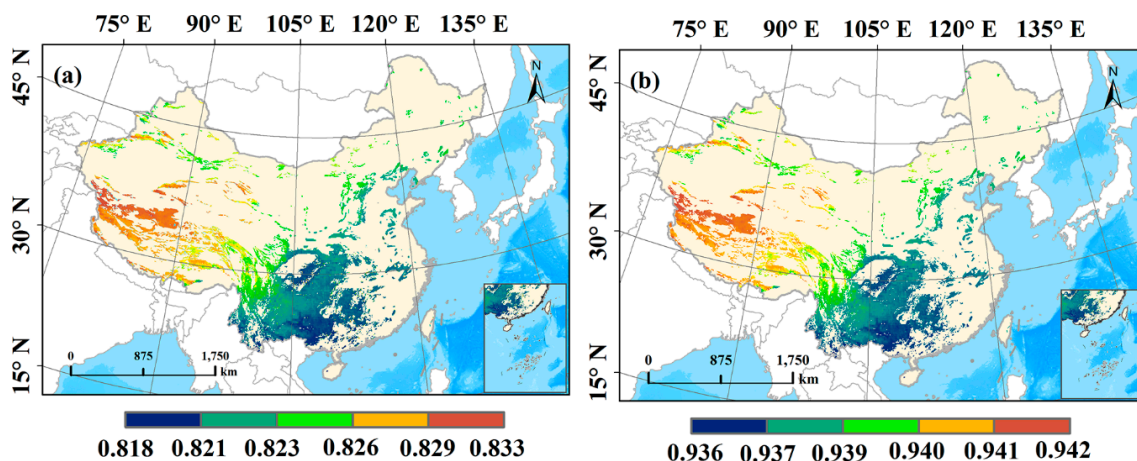 75° E 90° E 105° E 120° E 135° E
(a)
N
45° N
30° N
15° N
0 875 1,750
km
0.818 0.821 0.823 0.826 0.829 0.833
75° E 90° E 105° E 120° E 135° E
(b)
N
45° N
30° N
15° N
0 875 1,750
km
0.936 0.937 0.939 0.940 0.941 0.942